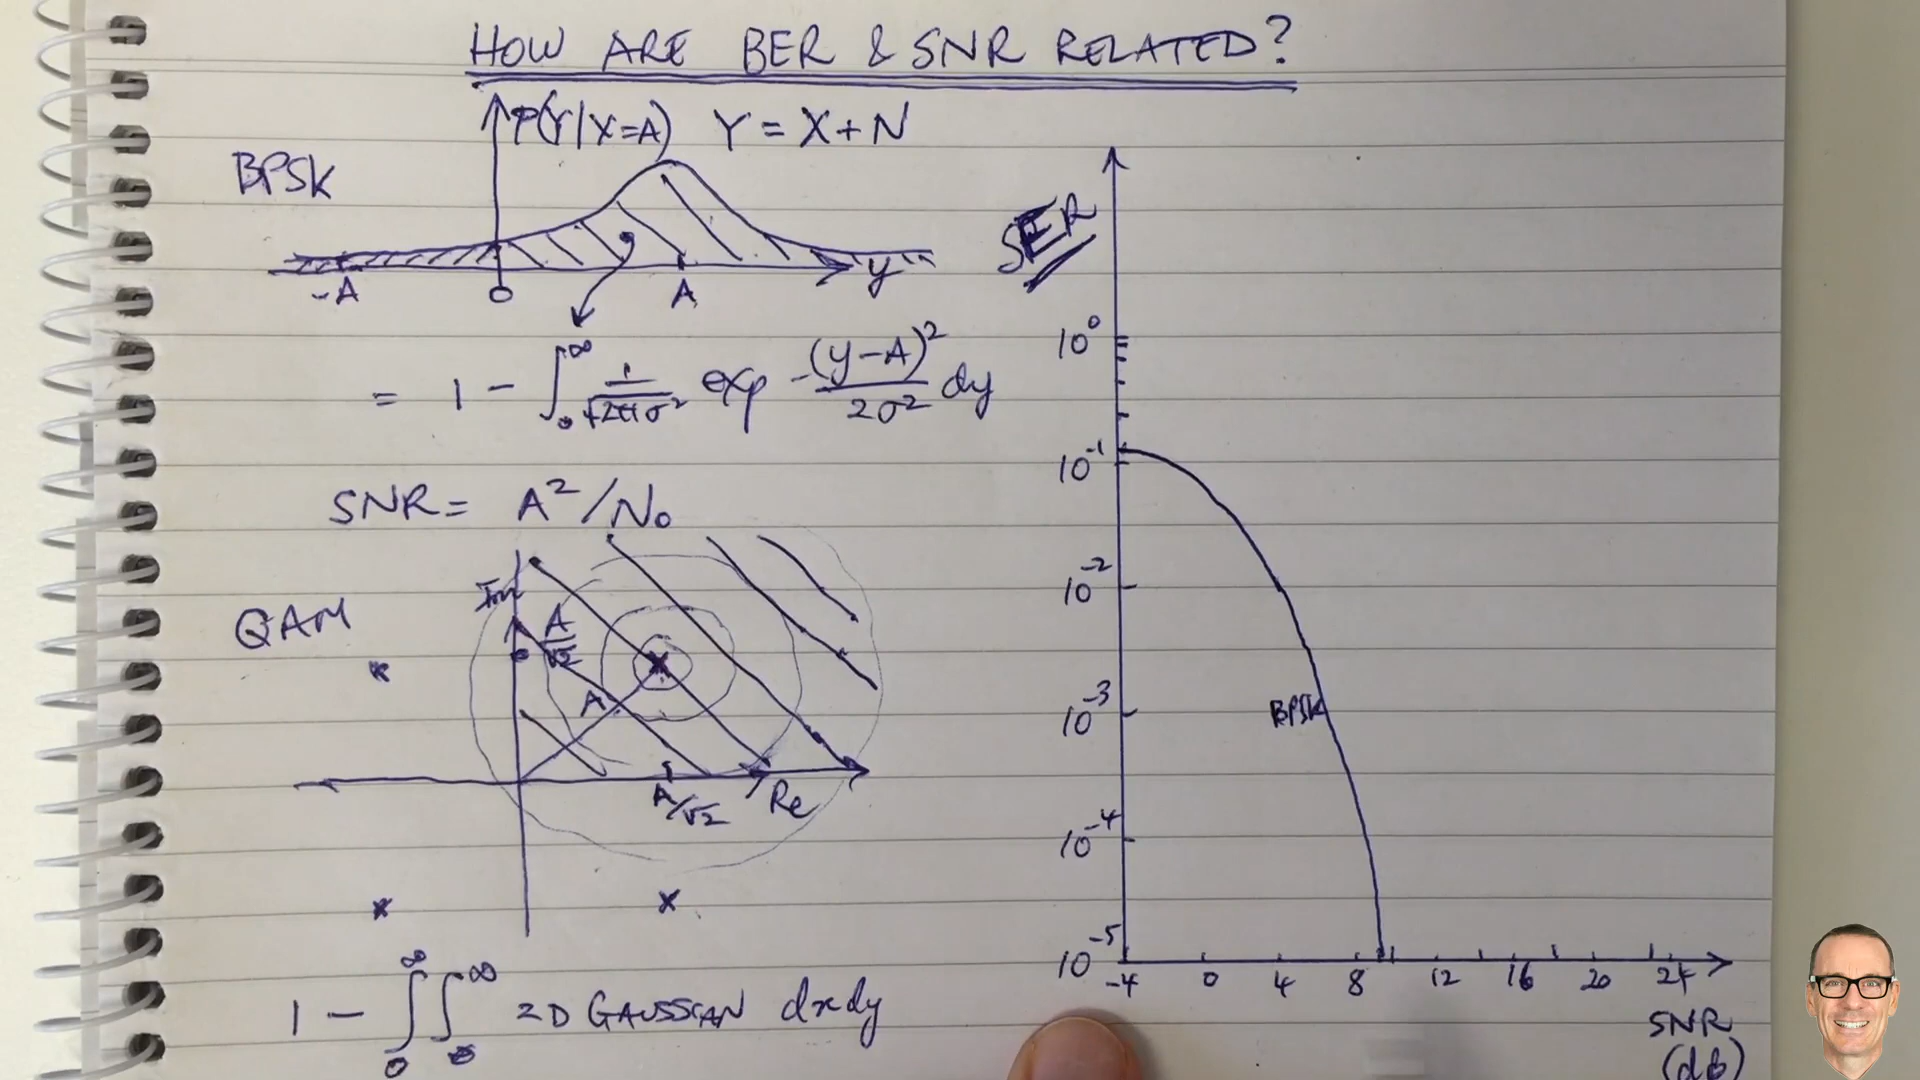 HOW ARE BER & SNR RELATED?
P(Y|X=A) Y = X+N
BPSK
-A 0 A y
= 1 - ∫₀^∞ 1/√(2πσ²) exp -(y-A)²/2σ² dy
SNR = A²/N₀
QAM
Im
A/√2
A
A/√2
Re
1 - ∫₀^∞ ∫₀^∞ 2D GAUSSIAN dxdy
SER
10⁰
10⁻¹
10⁻²
10⁻³
BPSK
10⁻⁴
10⁻⁵
-4 0 4 8 12 16 20 24
SNR
(dB)